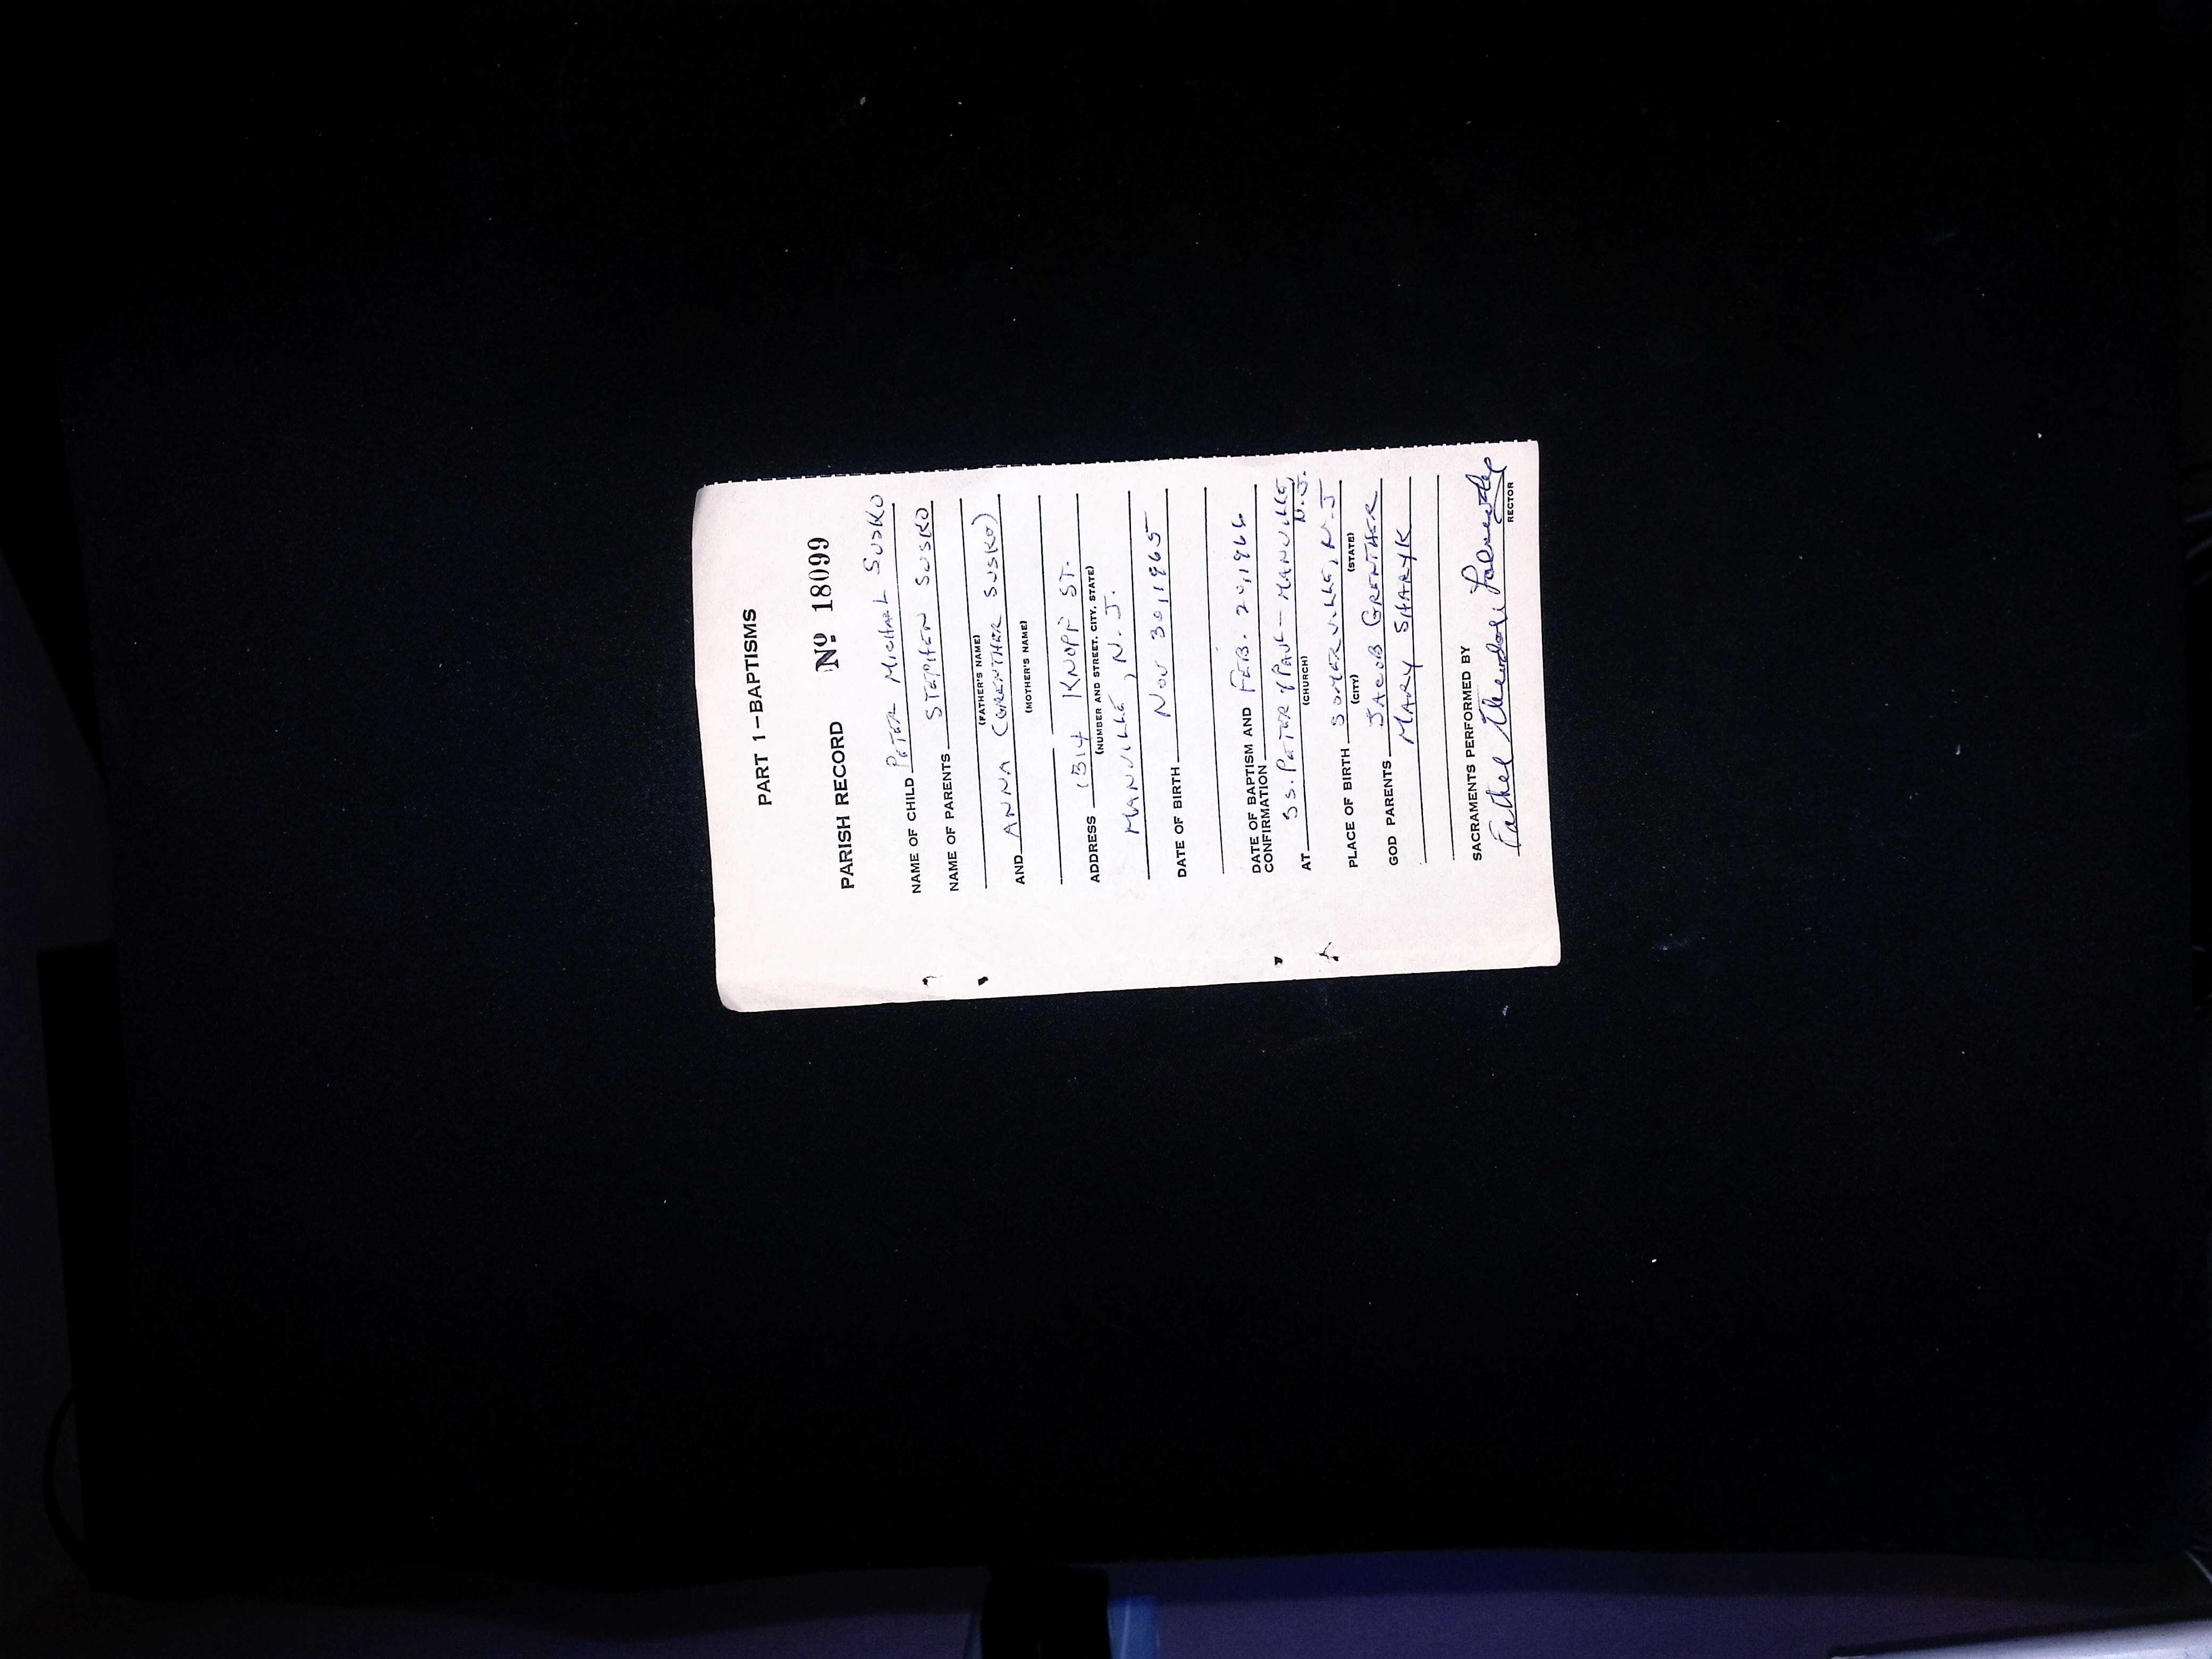 PART 1-BAPTISMS
PARISH RECORD Nº 18099
NAME OF CHILD PETER MICHAEL SUSKO
NAME OF PARENTS STEPHEN SUSKO
(FATHER'S NAME)
AND ANNA (GRENTHER SUSKO)
(MOTHER'S NAME)
ADDRESS 1314 KNOPF ST.
(NUMBER AND STREET, CITY, STATE)
MANVILLE, N.J.
DATE OF BIRTH NOV 30, 1965
DATE OF BAPTISM AND FEB. 20, 1966
CONFIRMATION
AT SS. PETER & PAUL - MANVILLE,
(CHURCH) N.J.
PLACE OF BIRTH SOMERVILLE, N.J
(CITY) (STATE)
GOD PARENTS JACOB GRENTHER
MARY SHARYK
SACRAMENTS PERFORMED BY
Father
RECTOR